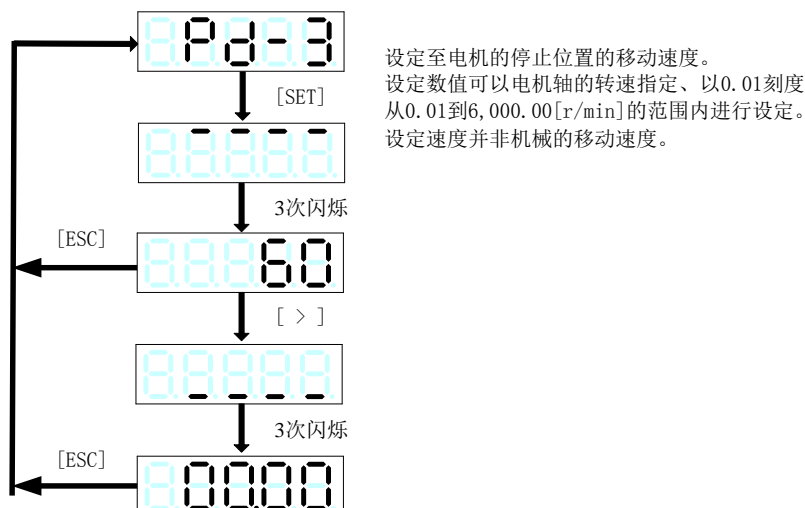 Pd-3
设定至电机的停止位置的移动速度。
设定数值可以电机轴的转速指定、以0.01刻度
从0.01到6,000.00[r/min]的范围内进行设定。
设定速度并非机械的移动速度。
[SET]
3次闪烁
[ESC]
60
[ > ]
3次闪烁
[ESC]
00.00